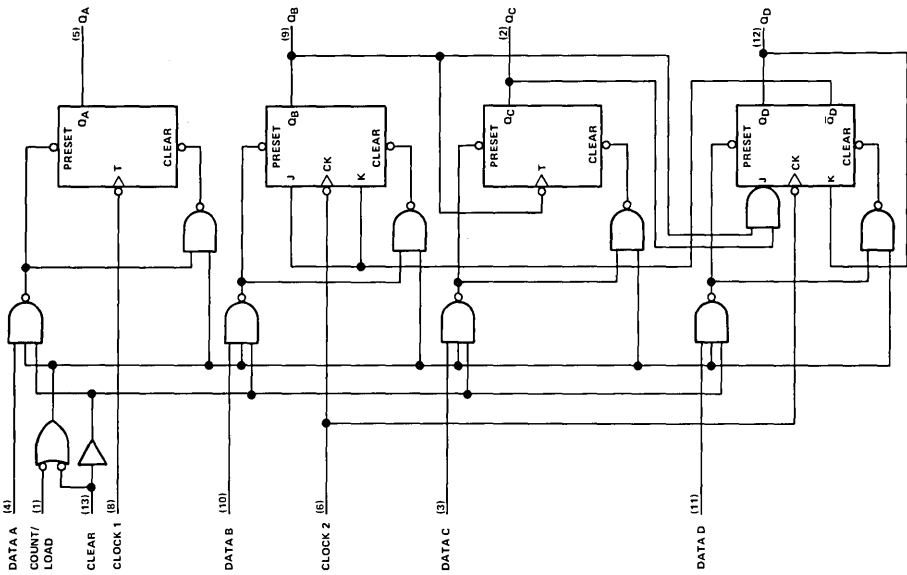 DATA A (4)
COUNT/
LOAD (1)
CLEAR (13)
CLOCK 1 (8)
DATA B (10)
CLOCK 2 (6)
DATA C (3)
DATA D (11)
PRESET
QA
T
CLEAR
(5) QA
PRESET
QB
J
CK
K
CLEAR
(9) QB
PRESET
QC
T
CLEAR
(2) QC
PRESET
QD
J
CK
K
Q̅D
CLEAR
(12) QD